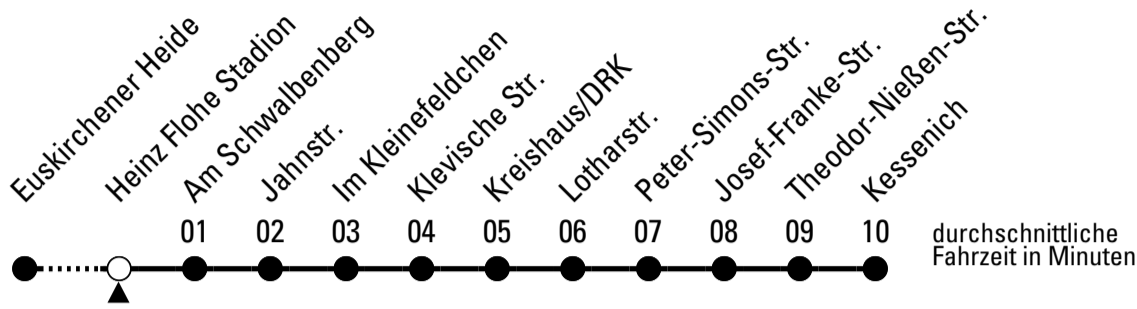 Euskirchener Heide
Heinz Flohe Stadion
Am Schwalbenberg
Jahnstr.
Im Kleinefeldchen
Klevische Str.
Kreishaus/DRK
Lotharstr.
Peter-Simons-Str.
Josef-Franke-Str.
Theodor-Nießen-Str.
Kessenich
01 02 03 04 05 06 07 08 09 10
durchschnittliche
Fahrzeit in Minuten